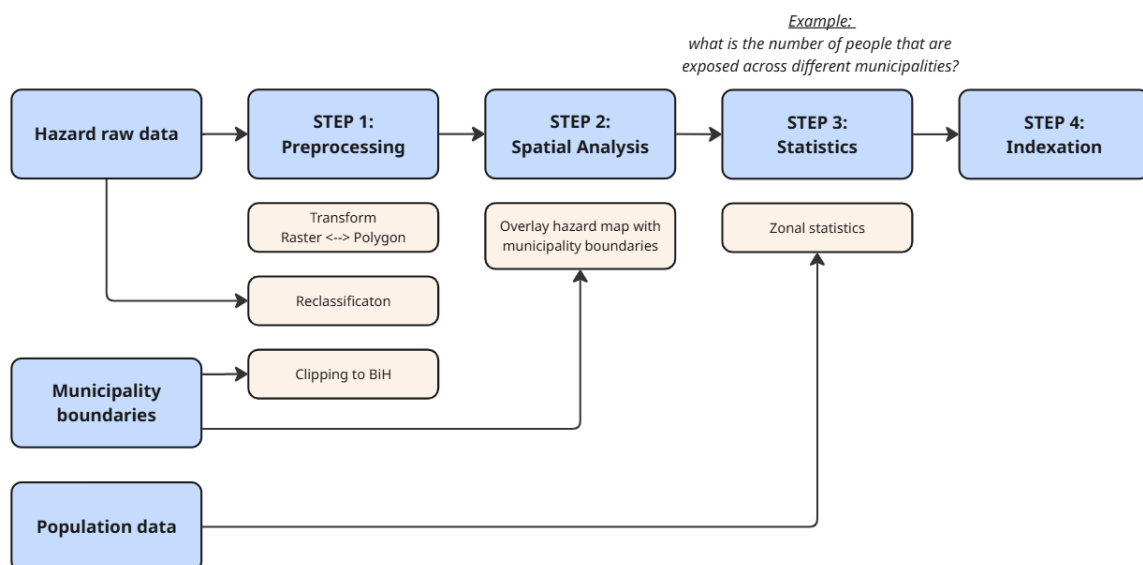 Example:
what is the number of people that are
exposed across different municipalities?
Hazard raw data
STEP 1:
Preprocessing
STEP 2:
Spatial Analysis
STEP 3:
Statistics
STEP 4:
Indexation
Transform
Raster <--> Polygon
Overlay hazard map with
municipality boundaries
Zonal statistics
Reclassificaton
Clipping to BiH
Municipality
boundaries
Population data